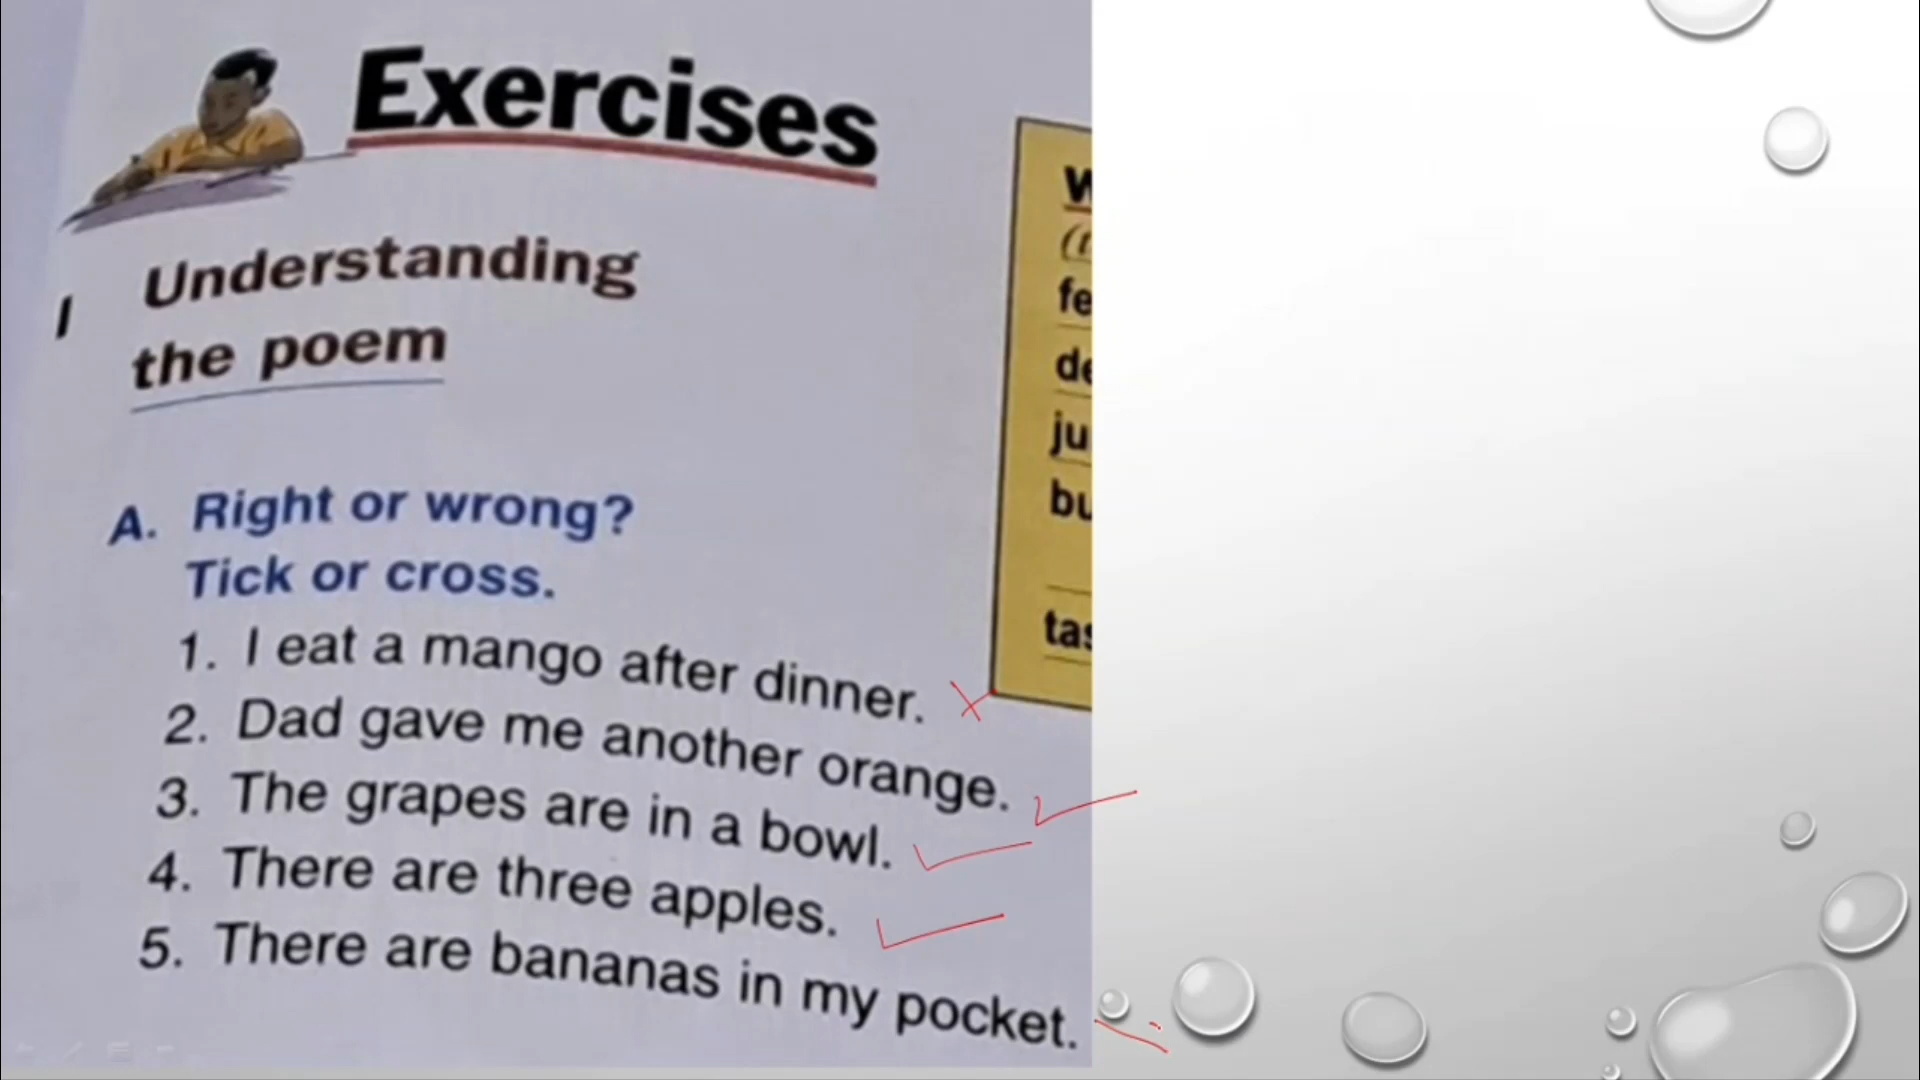 Exercises
I Understanding
the poem
A. Right or wrong?
Tick or cross.
1. I eat a mango after dinner.
2. Dad gave me another orange.
3. The grapes are in a bowl.
4. There are three apples.
5. There are bananas in my pocket.